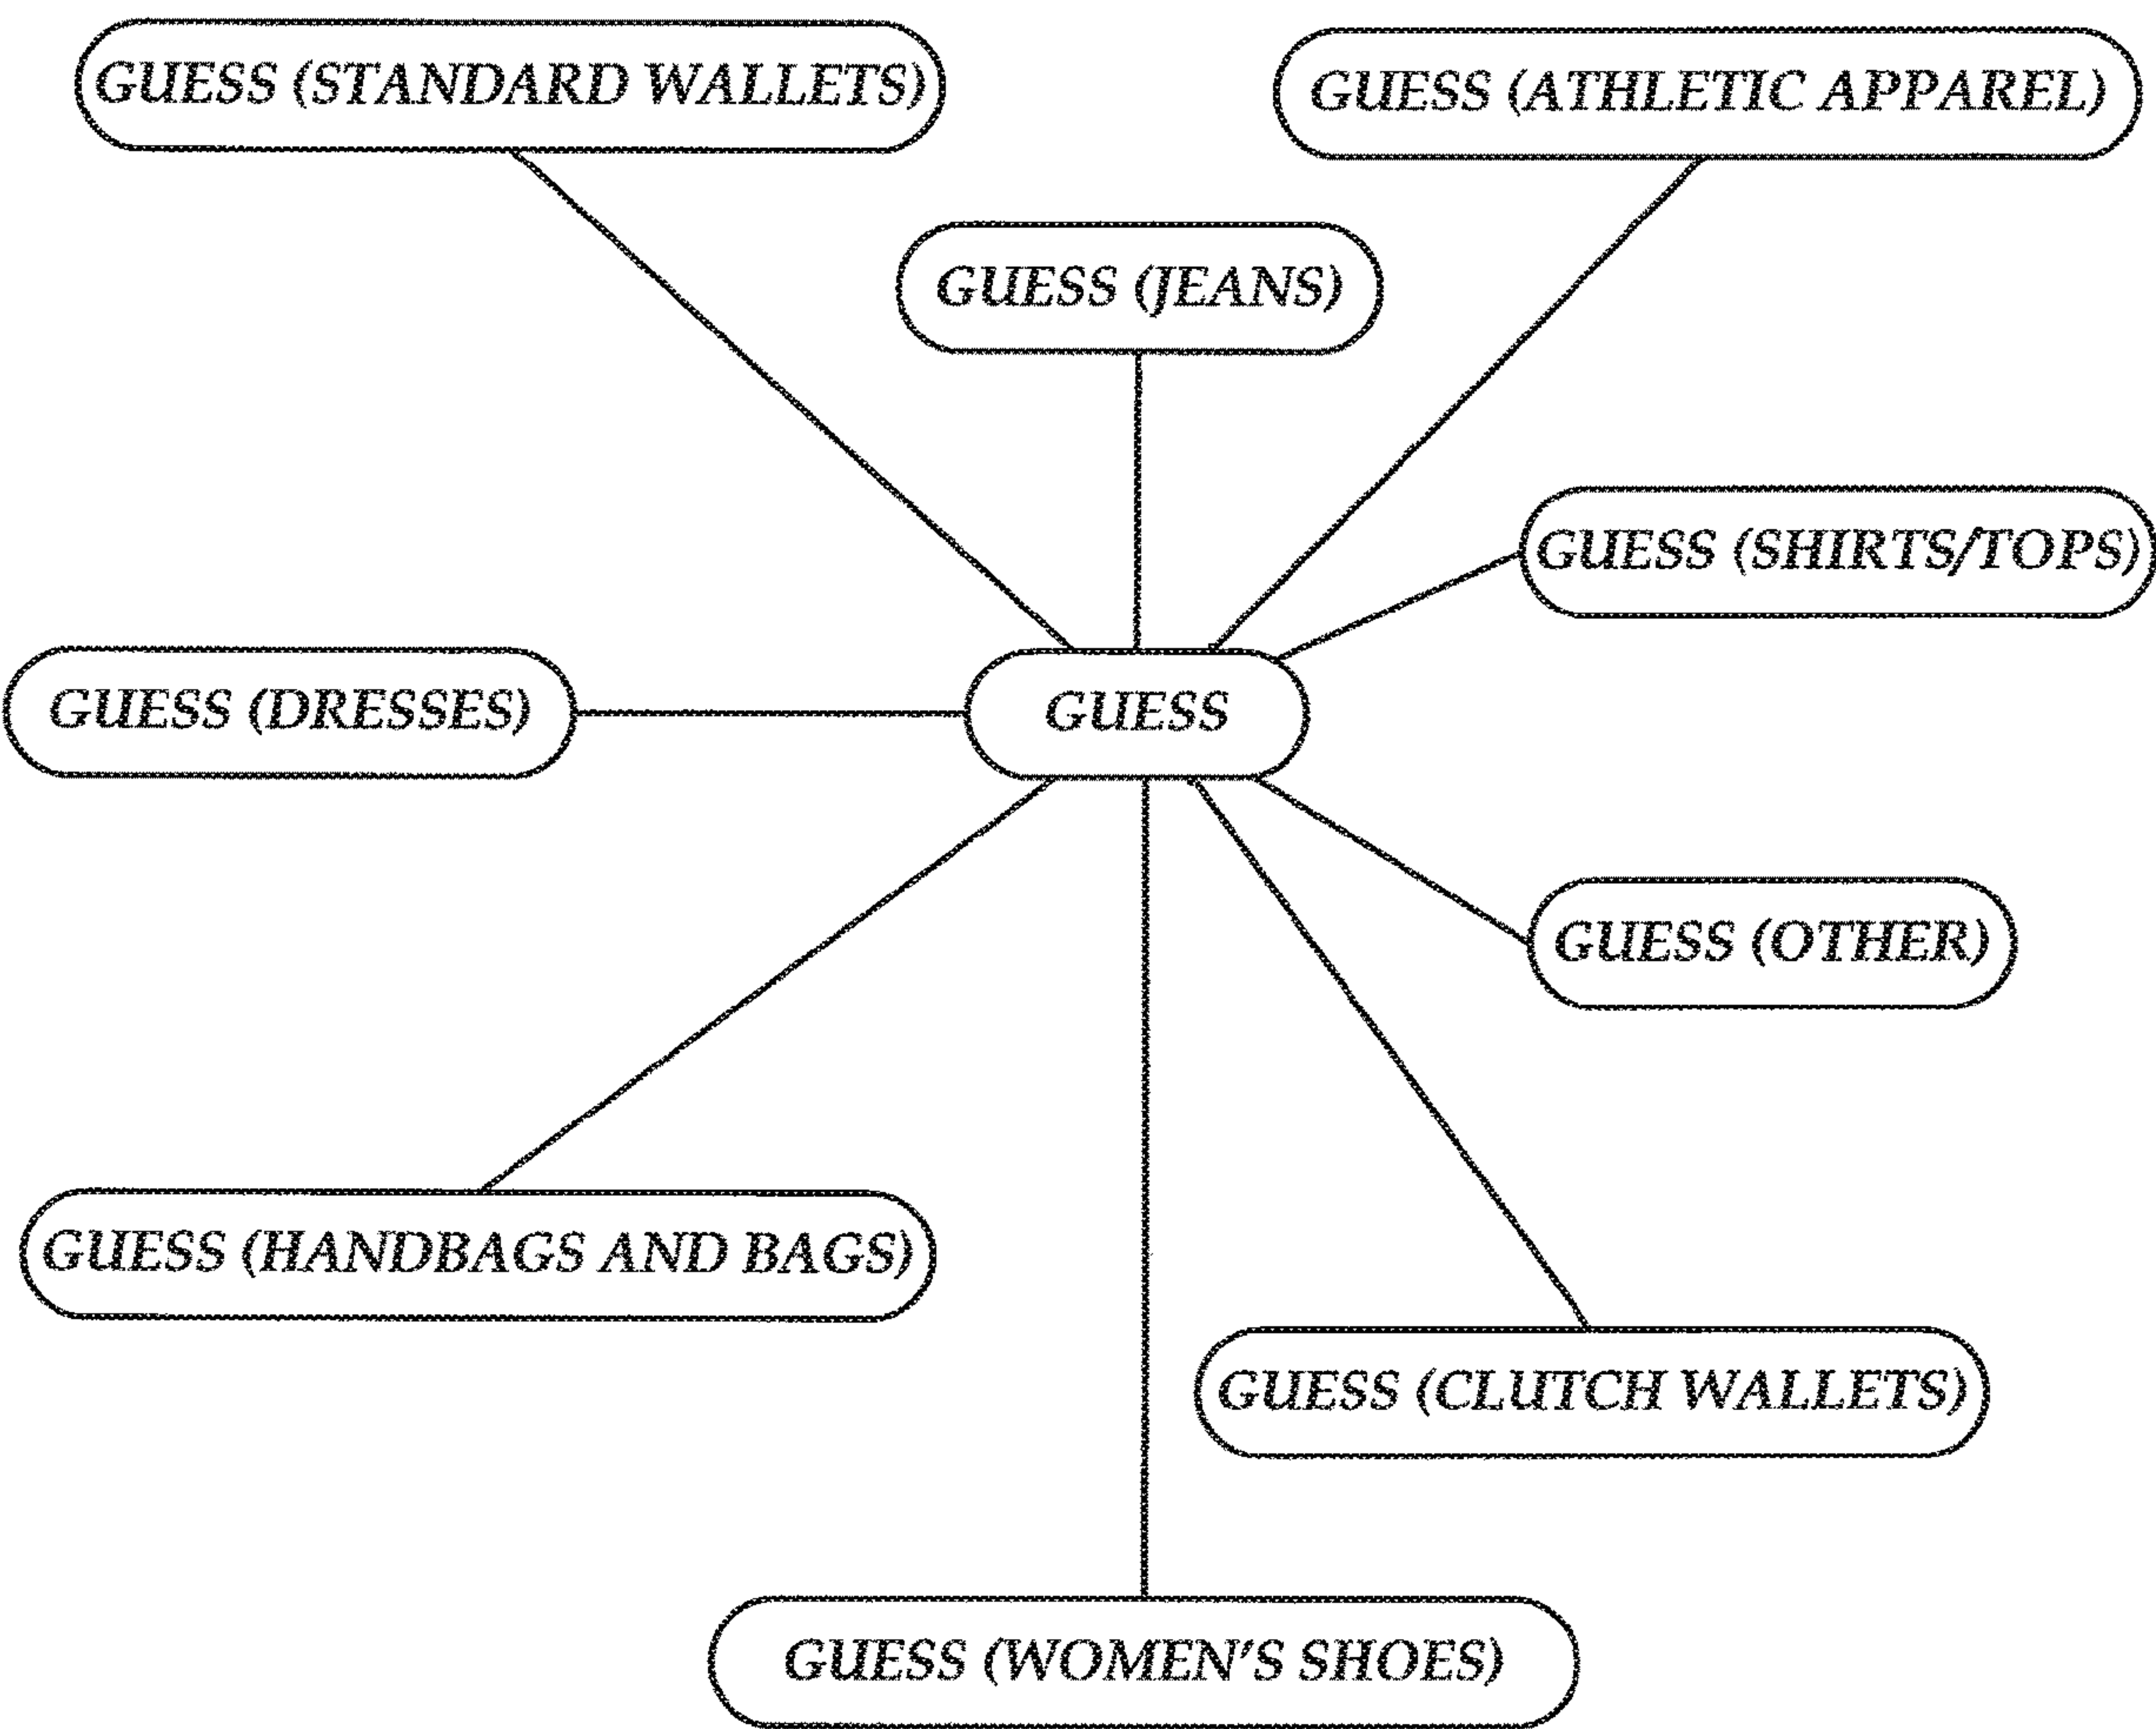 GUESS (STANDARD WALLETS)
GUESS (ATHLETIC APPAREL)
GUESS (JEANS)
GUESS (SHIRTS/TOPS)
GUESS (DRESSES)
GUESS
GUESS (OTHER)
GUESS (HANDBAGS AND BAGS)
GUESS (CLUTCH WALLETS)
GUESS (WOMEN'S SHOES)